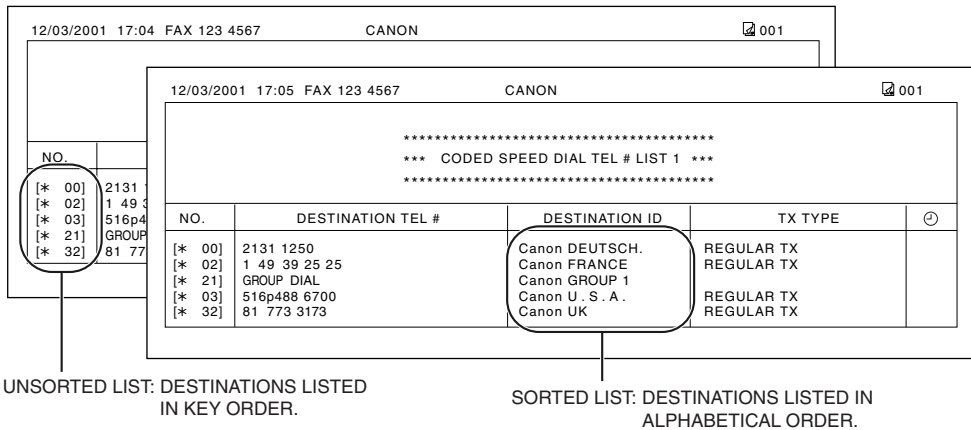 12/03/2001 17:04 FAX 123 4567 CANON 001
NO.
[* 00] 2131
[* 02] 1 49
[* 03] 516p4
[* 21] GROUP
[* 32] 81 77
12/03/2001 17:05 FAX 123 4567 CANON 001
****************************************
*** CODED SPEED DIAL TEL # LIST 1 ***
****************************************
NO. DESTINATION TEL # DESTINATION ID TX TYPE
[* 00] 2131 1250 Canon DEUTSCH. REGULAR TX
[* 02] 1 49 39 25 25 Canon FRANCE REGULAR TX
[* 21] GROUP DIAL Canon GROUP 1
[* 03] 516p488 6700 Canon U . S . A . REGULAR TX
[* 32] 81 773 3173 Canon UK REGULAR TX
UNSORTED LIST: DESTINATIONS LISTED
IN KEY ORDER.
SORTED LIST: DESTINATIONS LISTED IN
ALPHABETICAL ORDER.